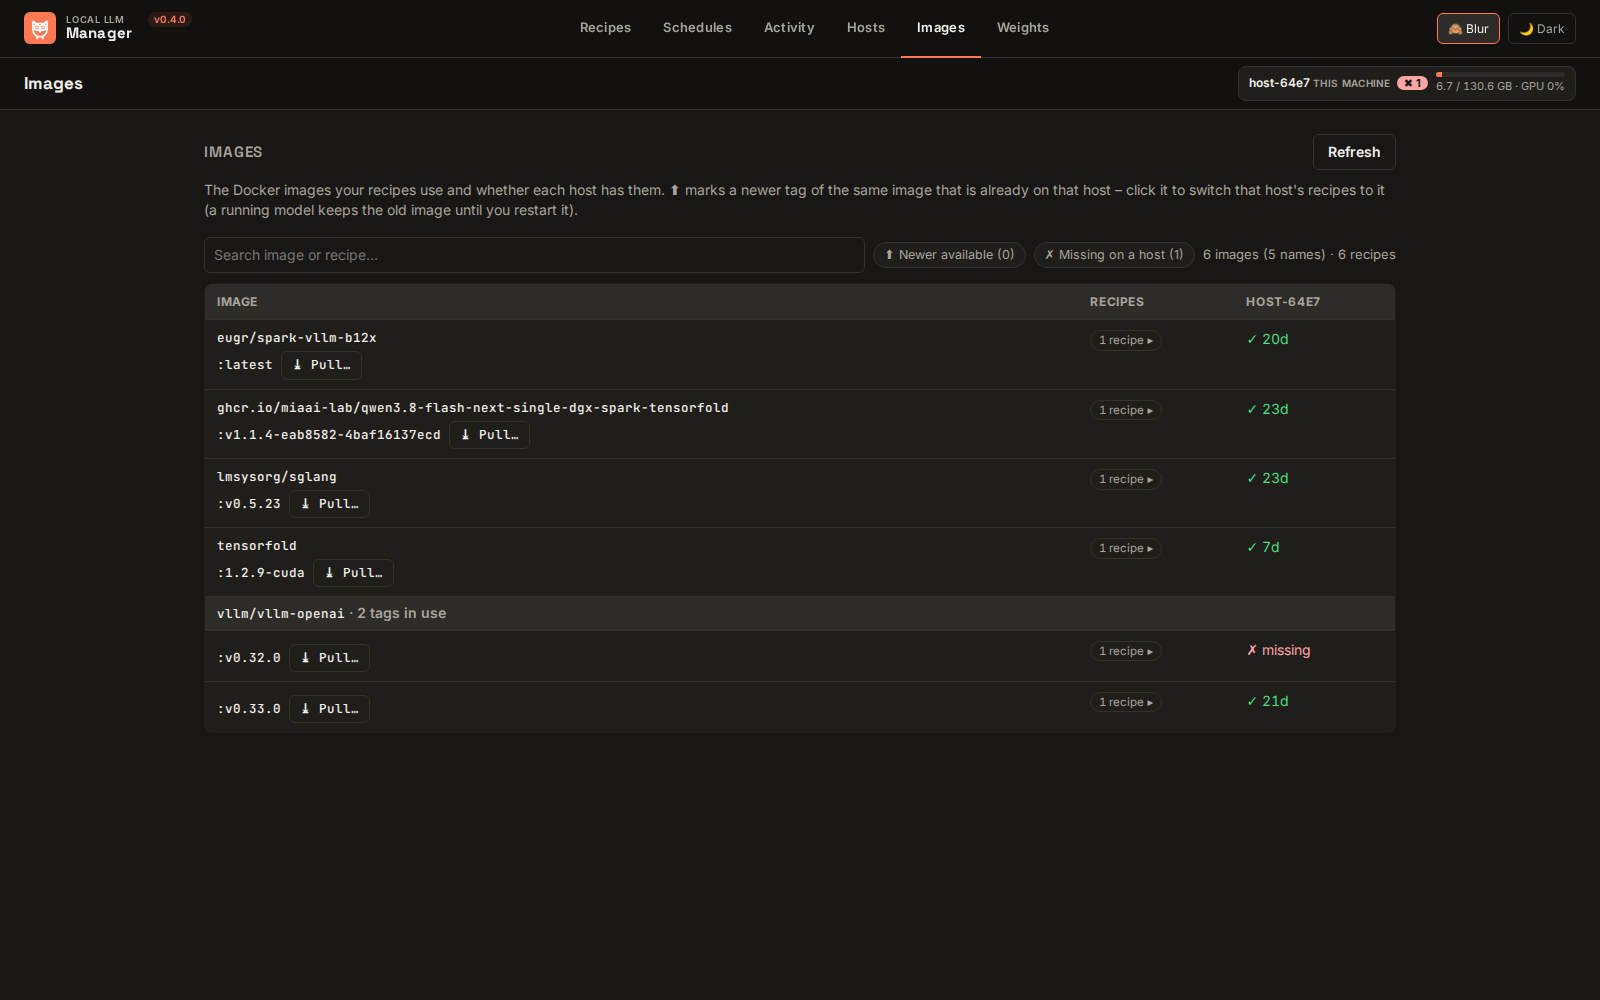 LOCAL LLM
Manager
v0.4.0
Recipes
Schedules
Activity
Hosts
Images
Weights
🙈 Blur
🌙 Dark
Images
host-64e7 THIS MACHINE ✖ 1
6.7 / 130.6 GB · GPU 0%
IMAGES
Refresh
The Docker images your recipes use and whether each host has them. ⬆ marks a newer tag of the same image that is already on that host – click it to switch that host's recipes to it
(a running model keeps the old image until you restart it).
Search image or recipe...
⬆ Newer available (0)
✗ Missing on a host (1)
6 images (5 names) · 6 recipes
IMAGE
RECIPES
HOST-64E7
eugr/spark-vllm-b12x
:latest
⤓ Pull…
1 recipe ▸
✓ 20d
ghcr.io/miaai-lab/qwen3.8-flash-next-single-dgx-spark-tensorfold
:v1.1.4-eab8582-4baf16137ecd
⤓ Pull…
1 recipe ▸
✓ 23d
lmsysorg/sglang
:v0.5.23
⤓ Pull…
1 recipe ▸
✓ 23d
tensorfold
:1.2.9-cuda
⤓ Pull…
1 recipe ▸
✓ 7d
vllm/vllm-openai · 2 tags in use
:v0.32.0
⤓ Pull…
1 recipe ▸
✗ missing
:v0.33.0
⤓ Pull…
1 recipe ▸
✓ 21d